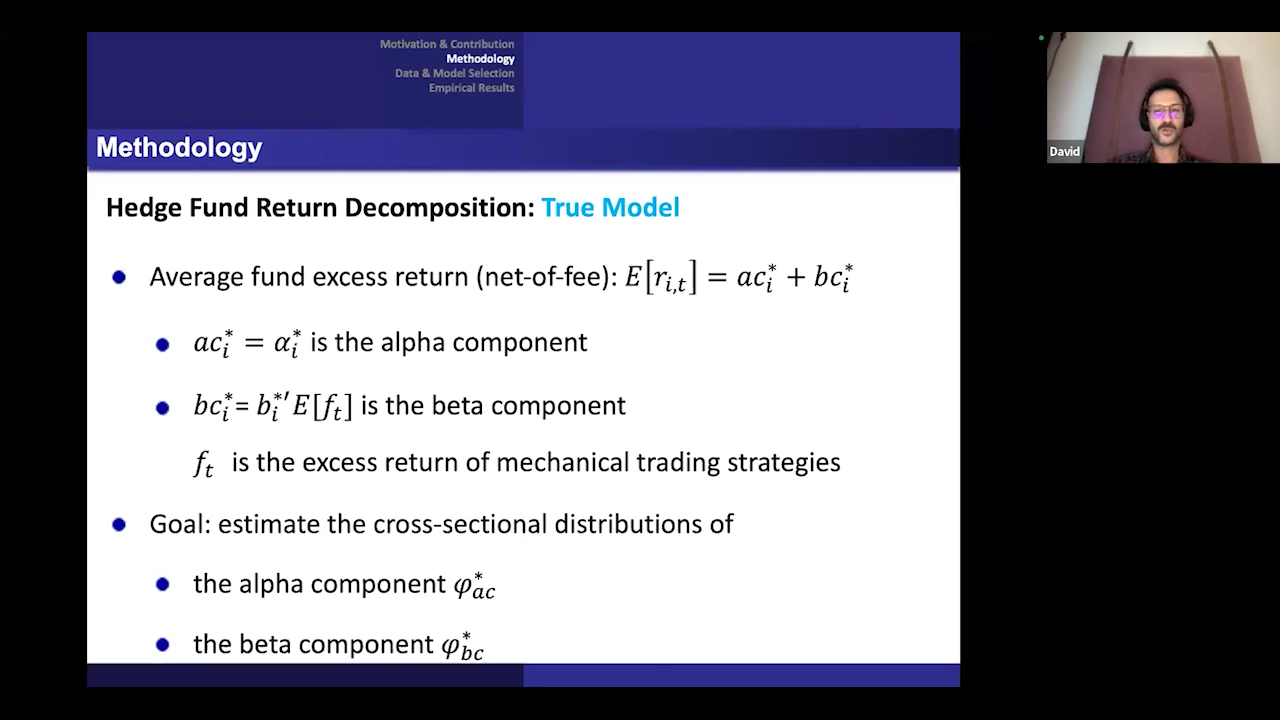 Motivation & Contribution
Methodology
Data & Model Selection
Empirical Results
Methodology
Hedge Fund Return Decomposition: True Model
Average fund excess return (net-of-fee): E[r_{i,t}] = ac_i^* + bc_i^*
ac_i^* = α_i^* is the alpha component
bc_i^*= b_i^{*′}E[f_t] is the beta component
f_t is the excess return of mechanical trading strategies
Goal: estimate the cross-sectional distributions of
the alpha component φ_{ac}^*
the beta component φ_{bc}^*
David